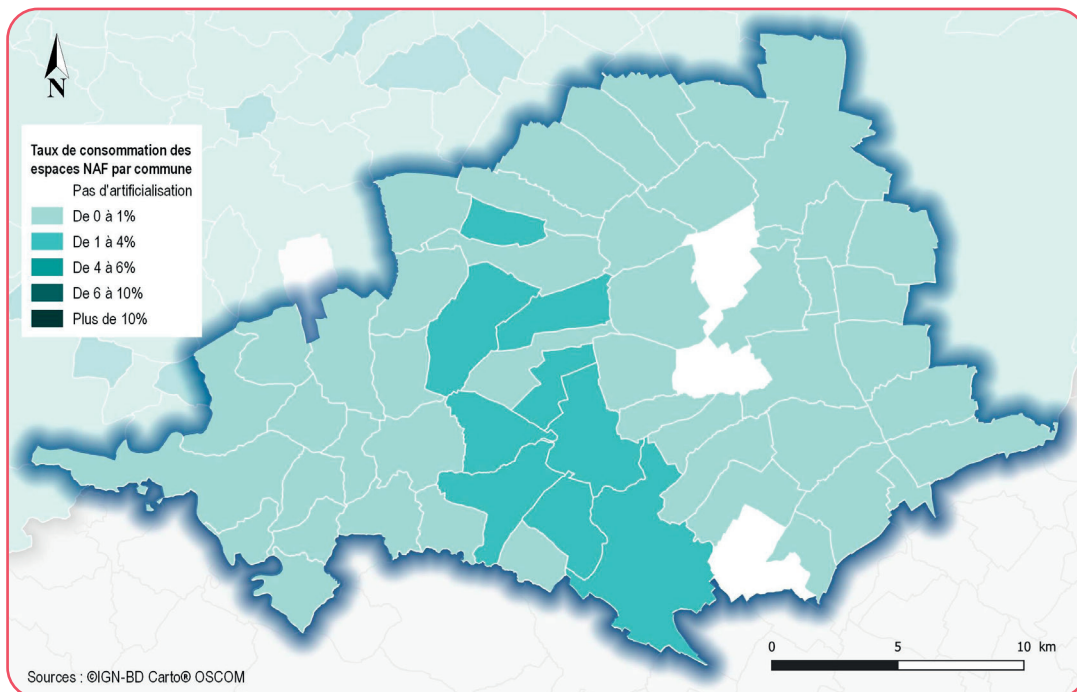 N
Taux de consommation des
espaces NAF par commune
Pas d'artificialisation
De 0 à 1%
De 1 à 4%
De 4 à 6%
De 6 à 10%
Plus de 10%
0 5 10 km
Sources : ©IGN-BD Carto® OSCOM